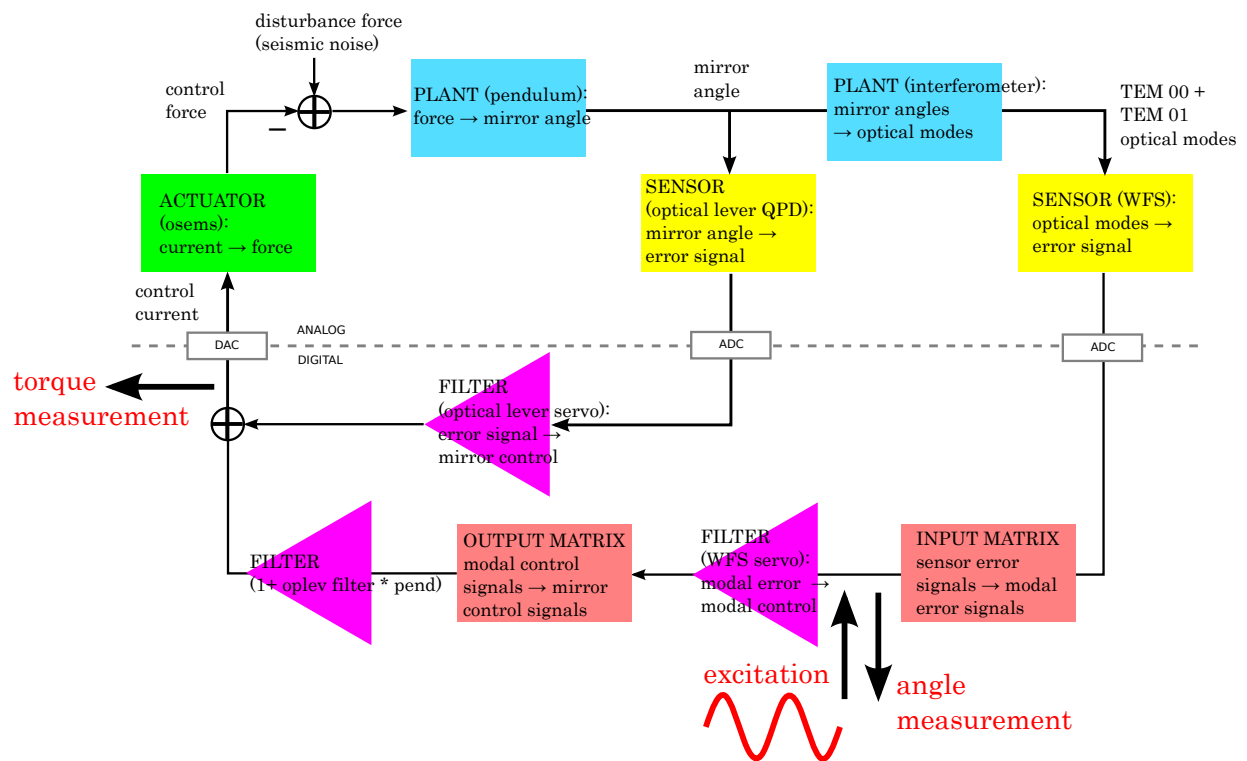 disturbance force
(seismic noise)
control
force
−
PLANT (pendulum):
force → mirror angle
mirror
angle
PLANT (interferometer):
mirror angles
→ optical modes
TEM 00 +
TEM 01
optical modes
ACTUATOR
(osems):
current → force
SENSOR
(optical lever QPD):
mirror angle →
error signal
SENSOR (WFS):
optical modes →
error signal
control
current
ANALOG
DAC
ADC
ADC
DIGITAL
torque
measurement
FILTER
(optical lever servo):
error signal →
mirror control
FILTER
(1+ oplev filter * pend)
OUTPUT MATRIX
modal control
signals → mirror
control signals
FILTER
(WFS servo):
modal error →
modal control
INPUT MATRIX
sensor error
signals → modal
error signals
excitation
angle
measurement